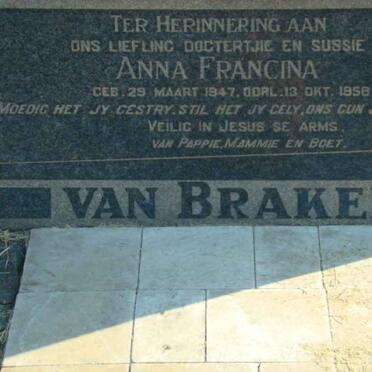 TER HERINNERING AAN
ONS LIEFLING DOGTERTJIE EN SUSSIE
ANNA FRANCINA
GEB. 29 MAART 1947. OORL. 13 OKT. 1958
MOEDIG HET JY GESTRY, STIL HET JY GELY, ONS GUN J
VEILIG IN JESUS SE ARMS.
VAN PAPPIE, MAMMIE EN BOET.
VAN BRAKE